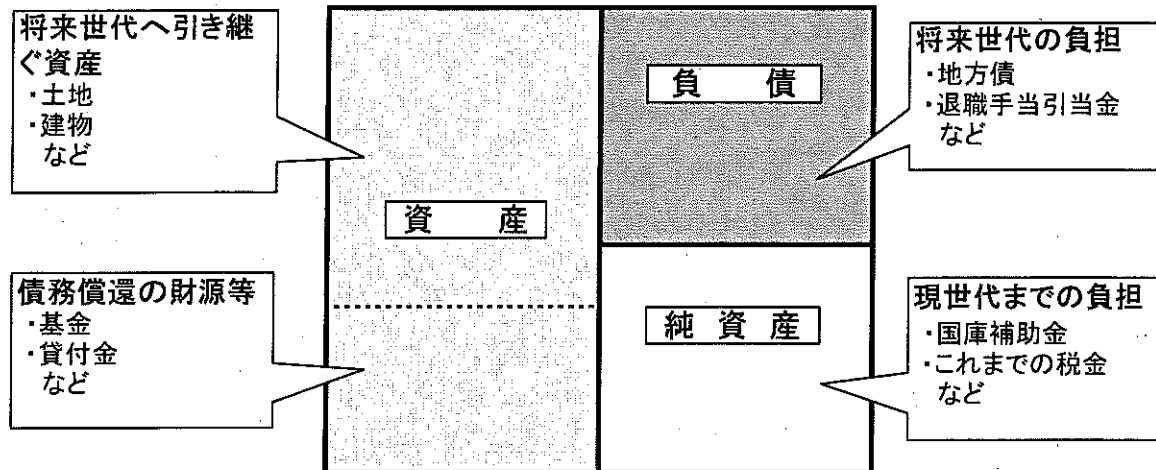 将来世代へ引き継
ぐ資産
・土地
・建物
など
債務償還の財源等
・基金
・貸付金
など
資産
負債
純資産
将来世代の負担
・地方債
・退職手当引当金
など
現世代までの負担
・国庫補助金
・これまでの税金
など